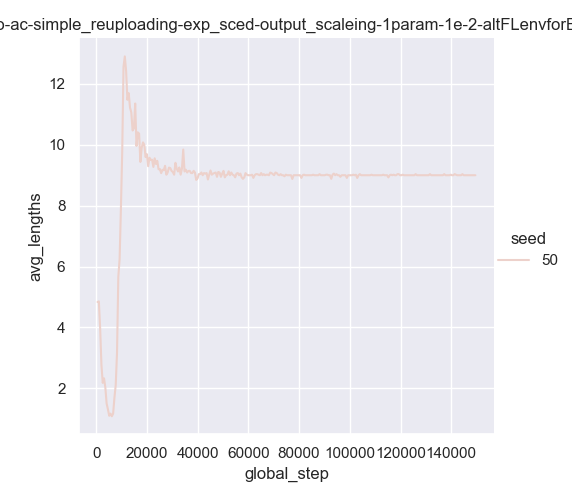 o-ac-simple_reuploading-exp_sced-output_scaleing-1param-1e-2-altFLenvforE
12
10
8
6
4
2
avg_lengths
0 20000 40000 60000 80000 100000 120000 140000
global_step
seed
50